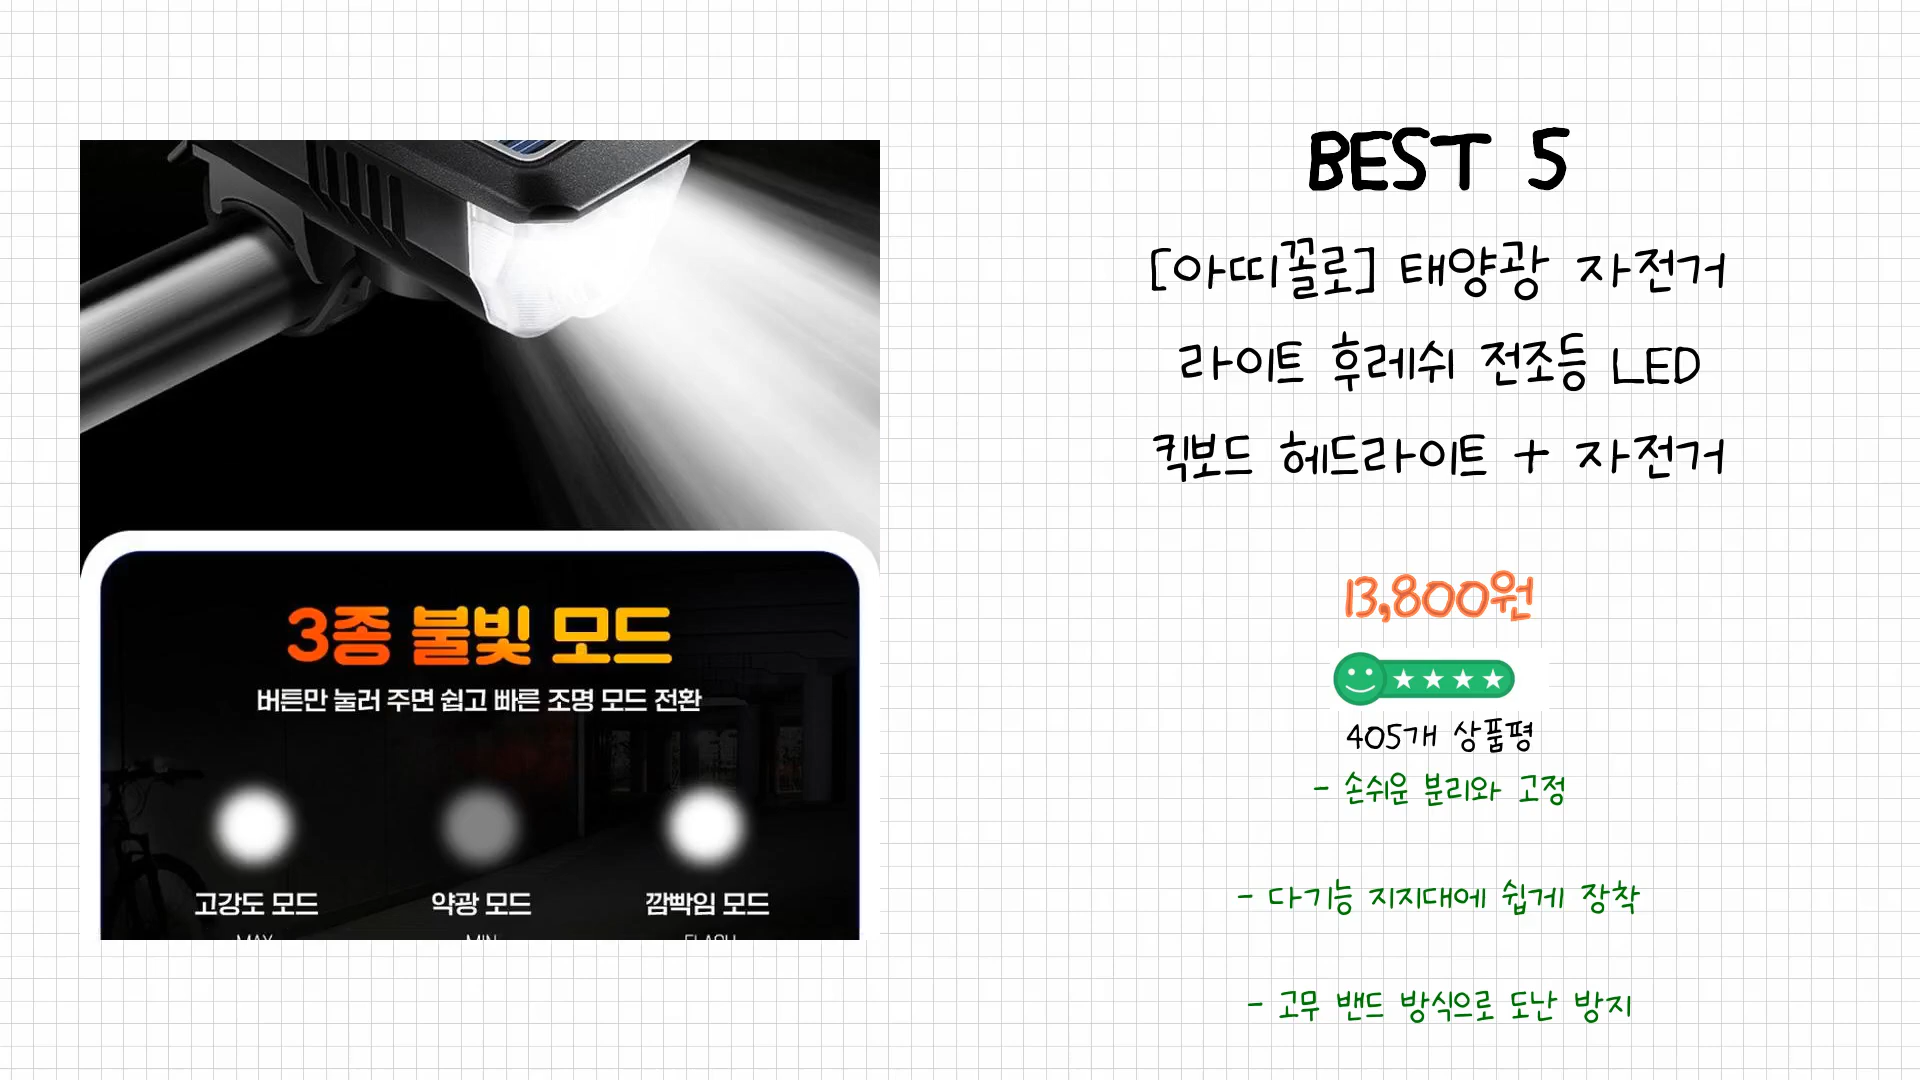 3종 불빛 모드
버튼만 눌러 주면 쉽고 빠른 조명 모드 전환
고강도 모드 약광 모드 깜빡임 모드
MAX MIN FLASH
BEST 5
[아띠꼴로] 태양광 자전거
라이트 후레쉬 전조등 LED
킥보드 헤드라이트 + 자전거
13,800원
405개 상품평
- 손쉬운 분리와 고정
- 다기능 지지대에 쉽게 장착
- 고무 밴드 방식으로 도난 방지